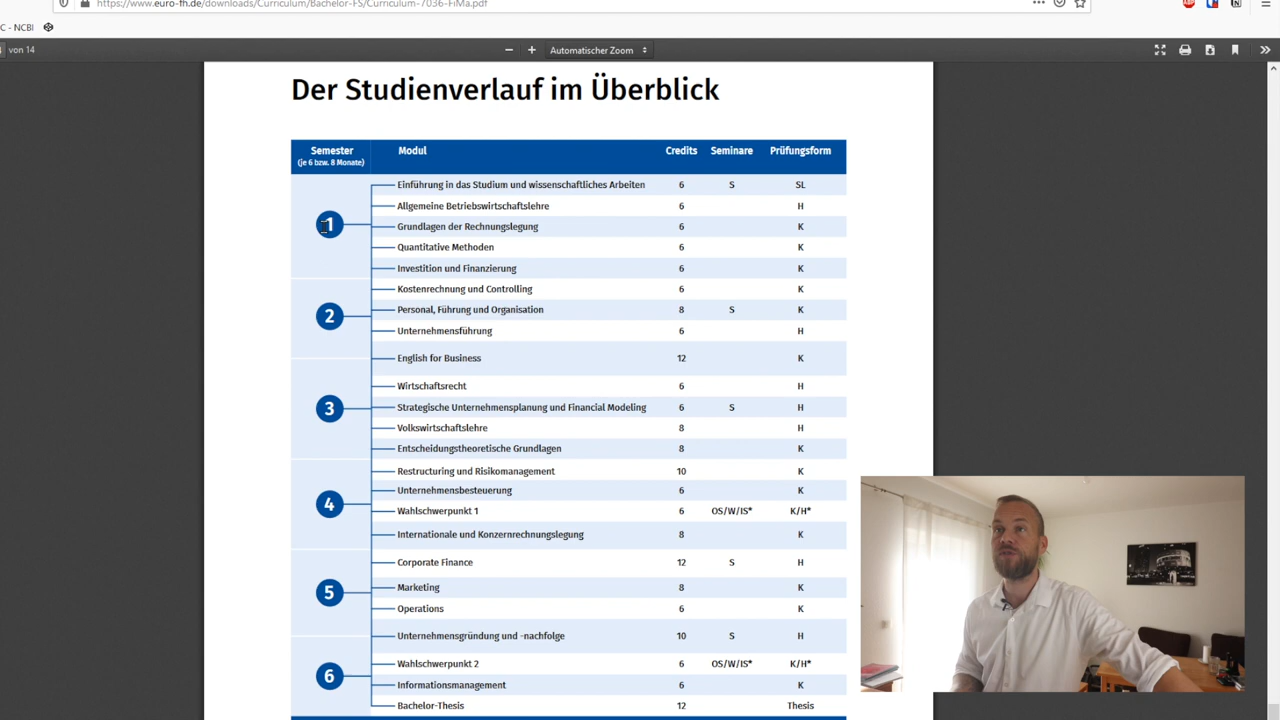 https://www.euro-fh.de/downloads/Curriculum/Bachelor-FS/Curriculum-7036-FiMa.pdf
C - NCBI
von 14
Automatischer Zoom
Der Studienverlauf im Überblick
Semester Modul Credits Seminare Prüfungsform
(je 6 bzw. 8 Monate)
Einführung in das Studium und wissenschaftliches Arbeiten 6 S SL
Allgemeine Betriebswirtschaftslehre 6 H
1 Grundlagen der Rechnungslegung 6 K
Quantitative Methoden 6 K
Investition und Finanzierung 6 K
Kostenrechnung und Controlling 6 K
2 Personal, Führung und Organisation 8 S K
Unternehmensführung 6 H
English for Business 12 K
Wirtschaftsrecht 6 H
3 Strategische Unternehmensplanung und Financial Modeling 6 S H
Volkswirtschaftslehre 8 H
Entscheidungstheoretische Grundlagen 8 K
Restructuring und Risikomanagement 10 K
Unternehmensbesteuerung 6 K
4 Wahlschwerpunkt 1 6 OS/W/IS* K/H*
Internationale und Konzernrechnungslegung 8 K
Corporate Finance 12 S H
5 Marketing 8 K
Operations 6 K
Unternehmensgründung und -nachfolge 10 S H
6 Wahlschwerpunkt 2 6 OS/W/IS* K/H*
Informationsmanagement 6 K
Bachelor-Thesis 12 Thesis